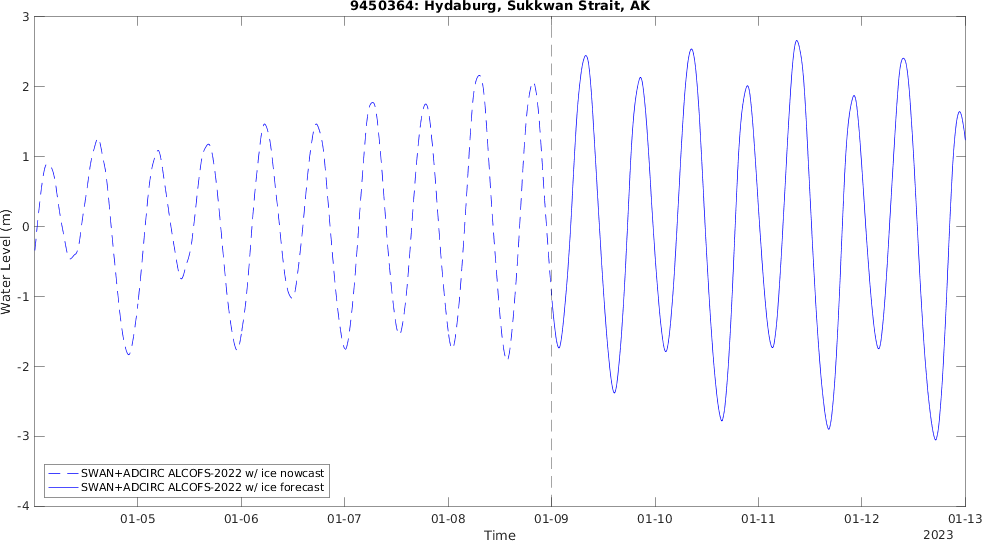 9450364: Hydaburg, Sukkwan Strait, AK
3
2
1
0
-1
-2
-3
-4
Water Level (m)
SWAN+ADCIRC ALCOFS-2022 w/ ice nowcast
SWAN+ADCIRC ALCOFS-2022 w/ ice forecast
01-05 01-06 01-07 01-08 01-09 01-10 01-11 01-12 01-13
Time
2023